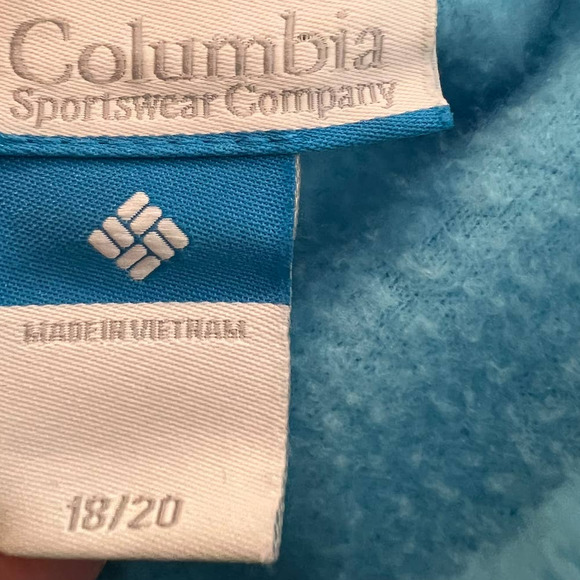 Columbia
Sportswear Company
MADE IN VIETNAM
18/20